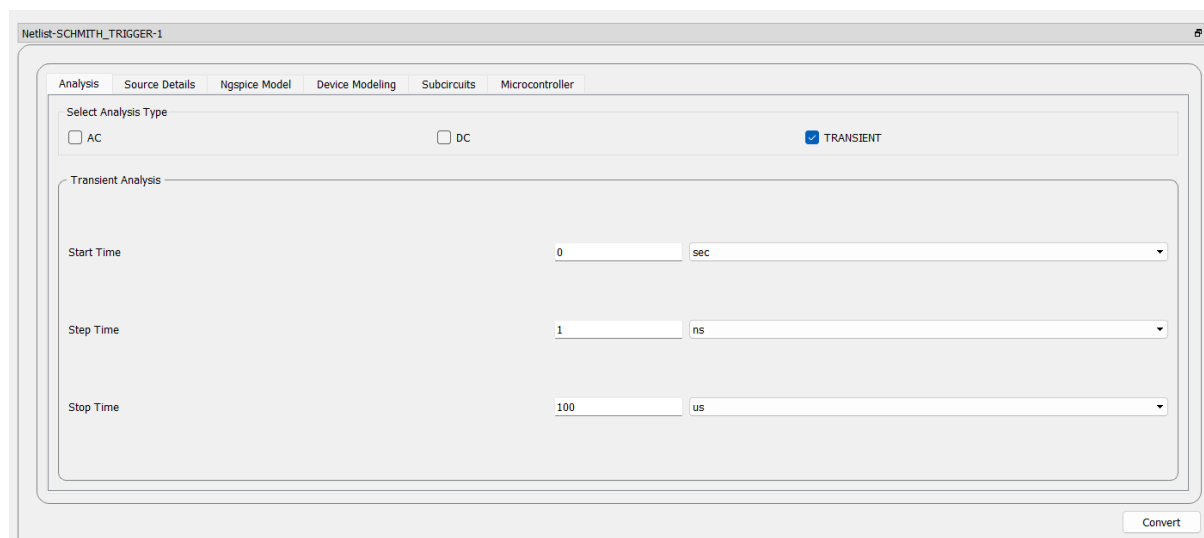 Netlist-SCHMITH_TRIGGER-1
Analysis Source Details Ngspice Model Device Modeling Subcircuits Microcontroller
Select Analysis Type
AC DC TRANSIENT
Transient Analysis
Start Time 0 sec
Step Time 1 ns
Stop Time 100 us
Convert